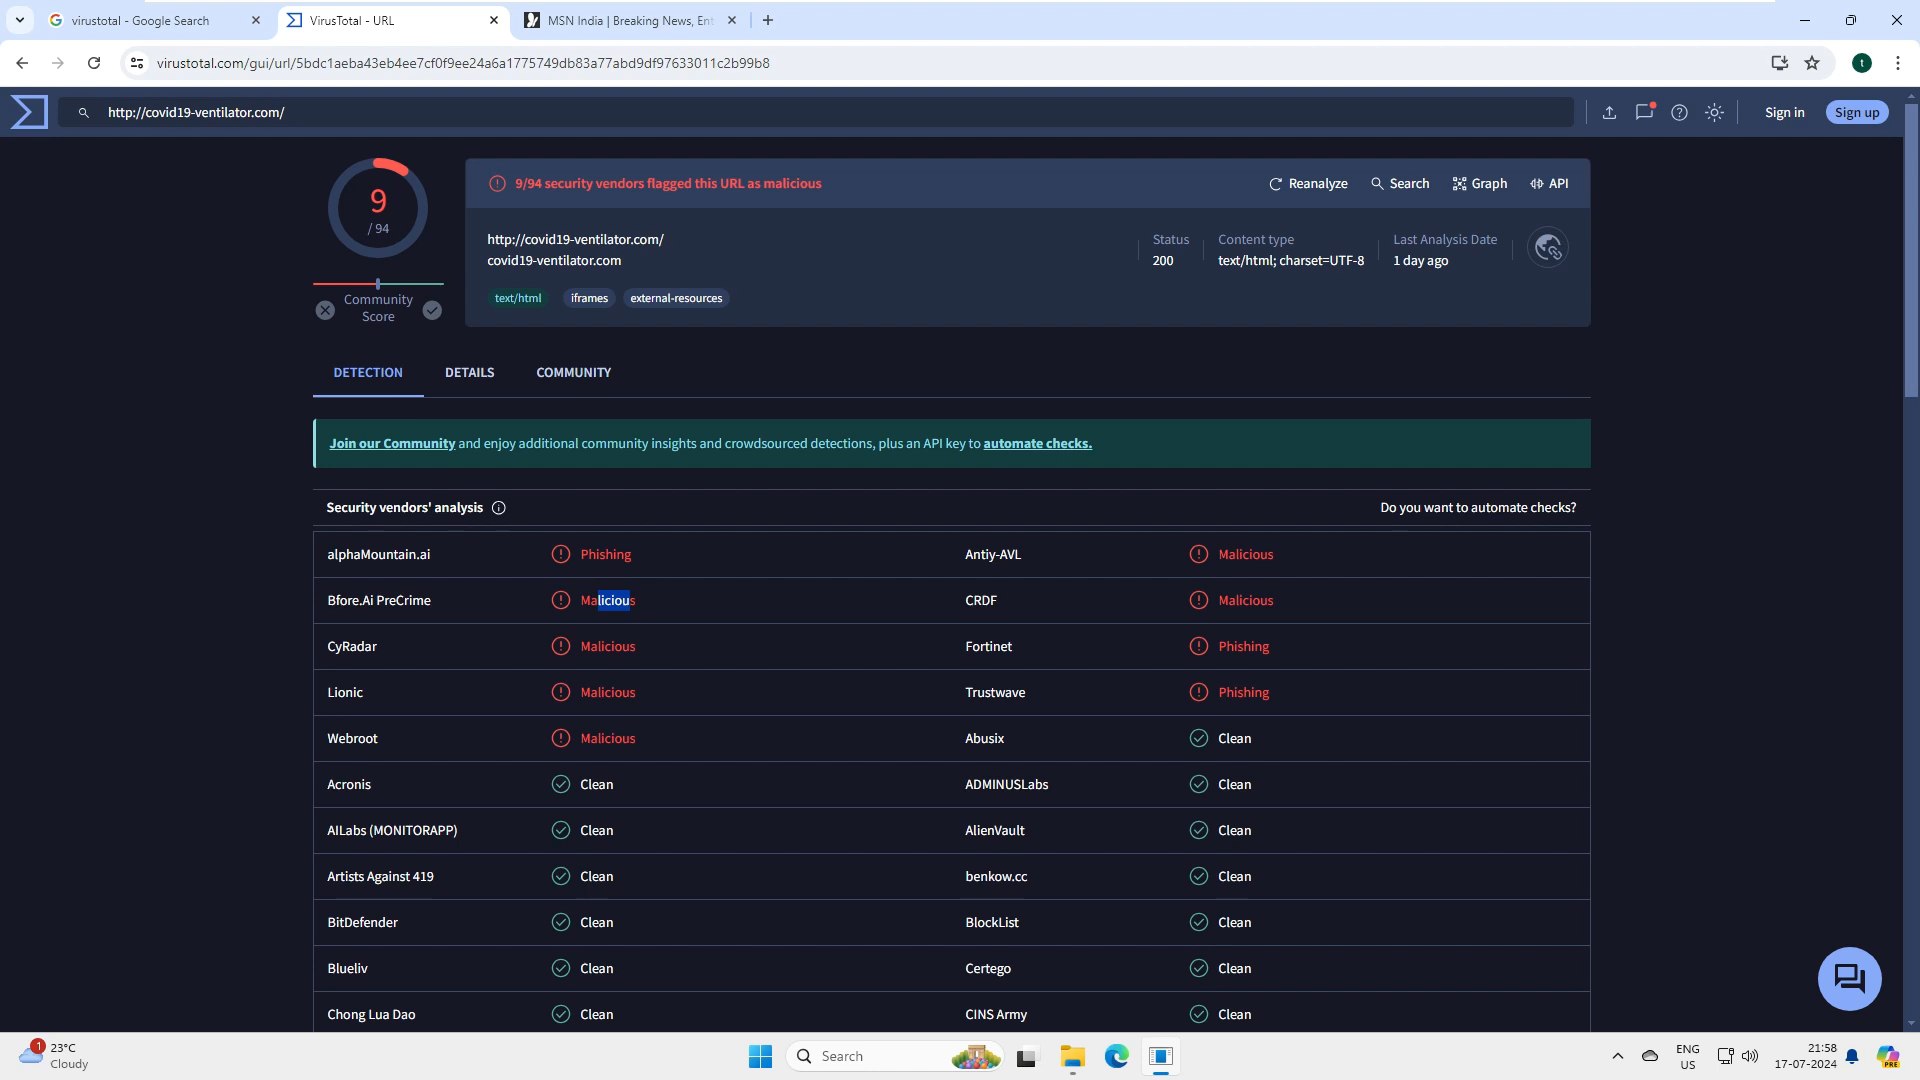 virustotal - Google Search
VirusTotal - URL
MSN India | Breaking News, Ent
virustotal.com/gui/url/5bdc1aeba43eb4ee7cf0f9ee24a6a1775749db83a77abd9df97633011c2b99b8
t
http://covid19-ventilator.com/
Sign in
Sign up
9
/ 94
Community
Score
9/94 security vendors flagged this URL as malicious
Reanalyze
Search
Graph
API
http://covid19-ventilator.com/
covid19-ventilator.com
Status
200
Content type
text/html; charset=UTF-8
Last Analysis Date
1 day ago
text/html
iframes
external-resources
DETECTION
DETAILS
COMMUNITY
Join our Community and enjoy additional community insights and crowdsourced detections, plus an API key to automate checks.
Security vendors' analysis
Do you want to automate checks?
alphaMountain.ai Phishing Antiy-AVL Malicious
Bfore.Ai PreCrime Malicious CRDF Malicious
CyRadar Malicious Fortinet Phishing
Lionic Malicious Trustwave Phishing
Webroot Malicious Abusix Clean
Acronis Clean ADMINUSLabs Clean
AILabs (MONITORAPP) Clean AlienVault Clean
Artists Against 419 Clean benkow.cc Clean
BitDefender Clean BlockList Clean
Blueliv Clean Certego Clean
Chong Lua Dao Clean CINS Army Clean
1
23°C
Cloudy
Search
ENG
US
21:58
17-07-2024
PRE